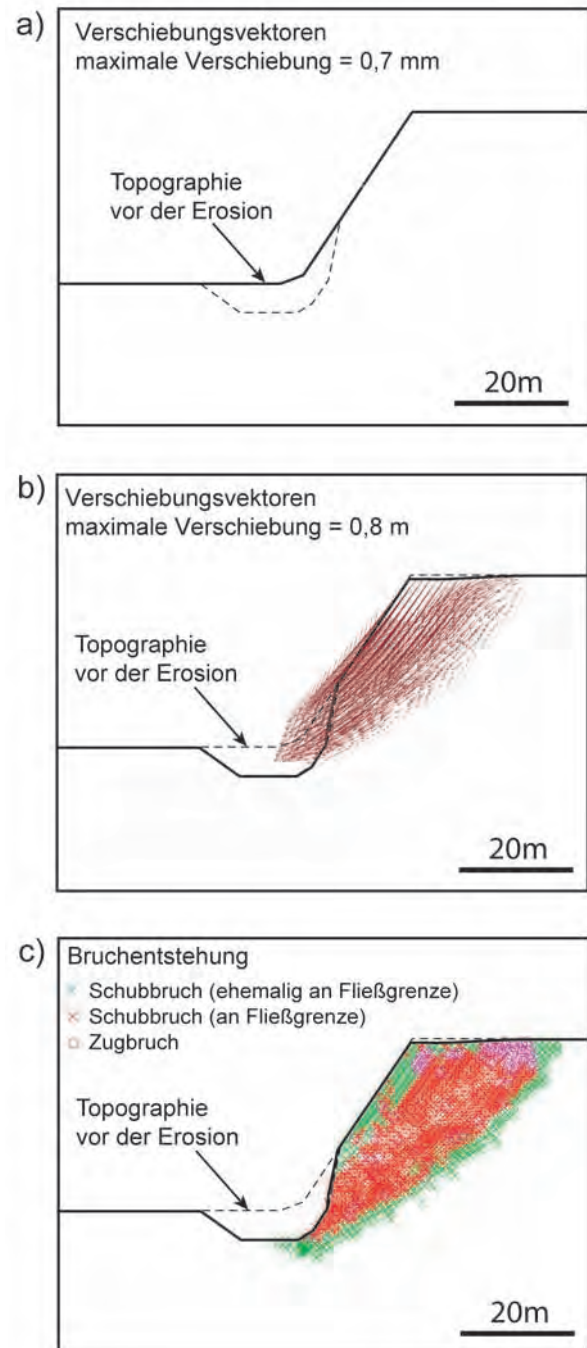 a)
Verschiebungsvektoren
maximale Verschiebung = 0,7 mm
Topographie
vor der Erosion
20m
b)
Verschiebungsvektoren
maximale Verschiebung = 0,8 m
Topographie
vor der Erosion
20m
c)
Bruchentstehung
Schubbruch (ehemalig an Fließgrenze)
Schubbruch (an Fließgrenze)
Zugbruch
Topographie
vor der Erosion
20m